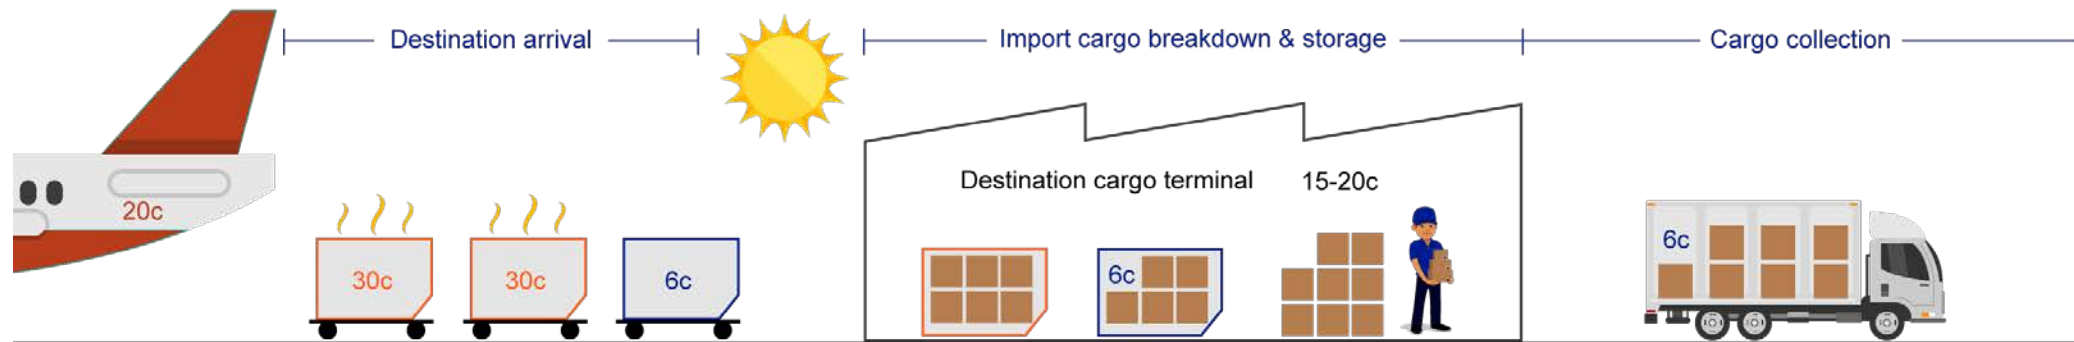 Destination arrival
Import cargo breakdown & storage
Cargo collection
Destination cargo terminal 15-20c
20c
30c
30c
6c
6c
6c